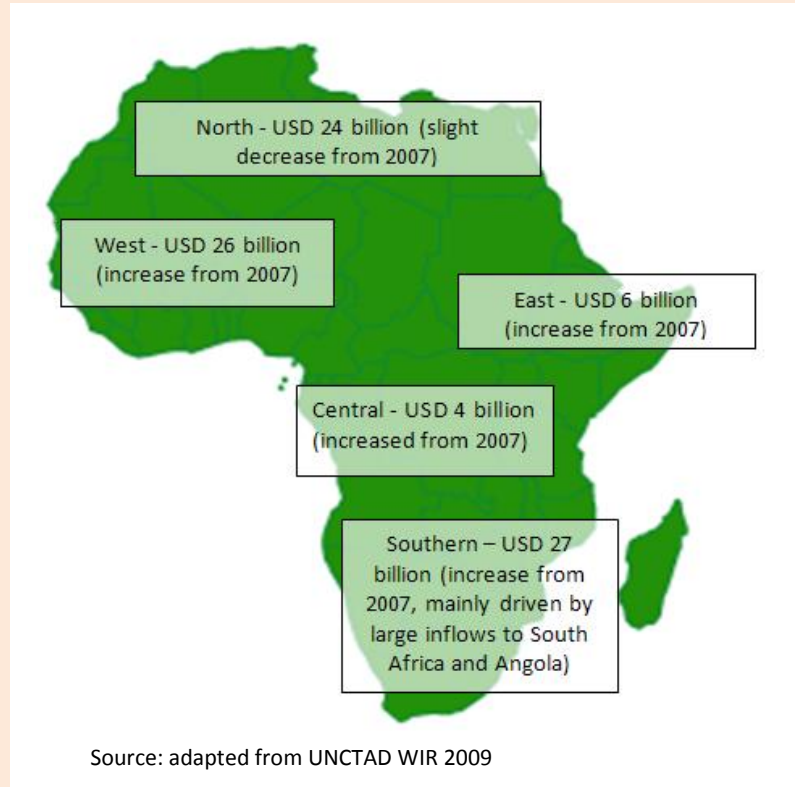 North - USD 24 billion (slight
decrease from 2007)
West - USD 26 billion
(increase from 2007)
East - USD 6 billion
(increase from 2007)
Central - USD 4 billion
(increased from 2007)
Southern – USD 27
billion (increase from
2007, mainly driven by
large inflows to South
Africa and Angola)
Source: adapted from UNCTAD WIR 2009